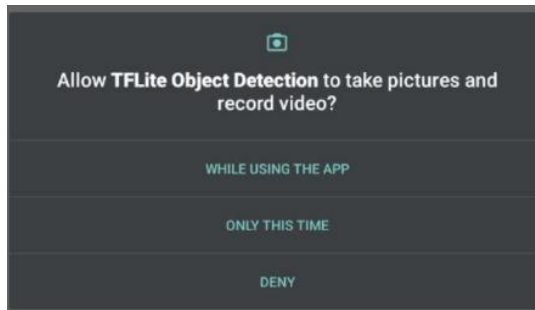 Allow TFLite Object Detection to take pictures and
record video?
WHILE USING THE APP
ONLY THIS TIME
DENY